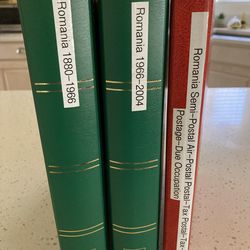 Romania 1880-1966
Romania 1966-2004
Romania Semi-Postal Air-Postal Postal-Tax Postal-Tax
Postage-Due Occupation